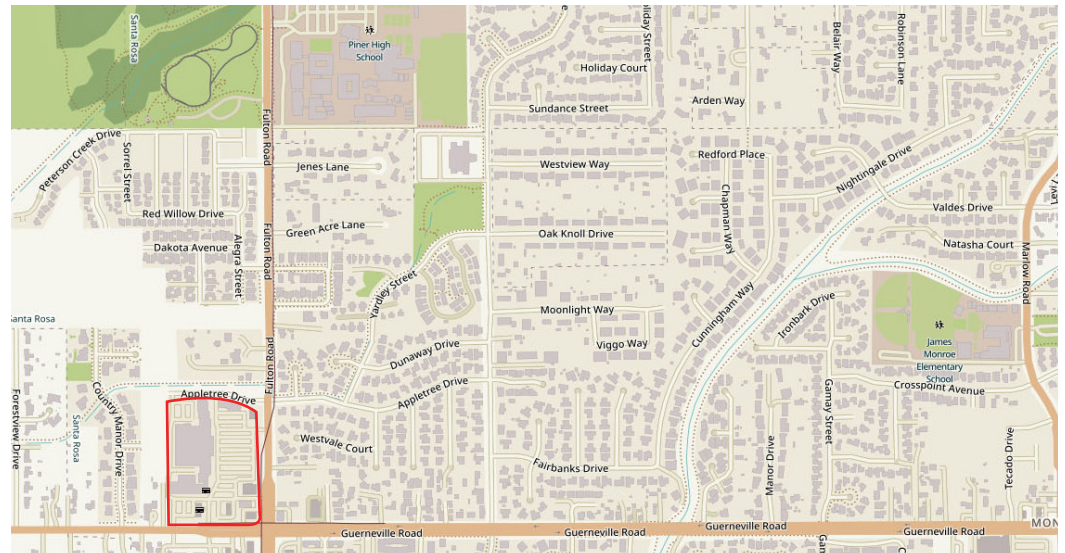 Santa Rosa
Piner High
School
Holiday Court
Sundance Street
Belair Way
Robinson Lane
Arden Way
Fulton Road
Peterson Creek Drive
Sorrel Street
Jenes Lane
Westview Way
Redford Place
Nightingale Drive
Chapman Way
Red Willow Drive
Valdes Drive
Green Acre Lane
Oak Knoll Drive
Dakota Avenue
Alegra Street
Fulton Road
Natasha Court
Marlow Road
Yardley Street
Santa Rosa
Moonlight Way
Viggo Way
Cunningham Way
Ironbark Drive
James
Monroe
Elementary
School
Fulton Road
Dunaway Drive
Appletree Drive
Appletree Drive
Crosspoint Avenue
Forestview Drive
Country Manor Drive
Santa Rosa
Gamay Street
Westvale Court
Fairbanks Drive
Manor Drive
Tecado Drive
Guerneville Road
Guerneville Road
Guerneville Road
Guerneville Road
MON